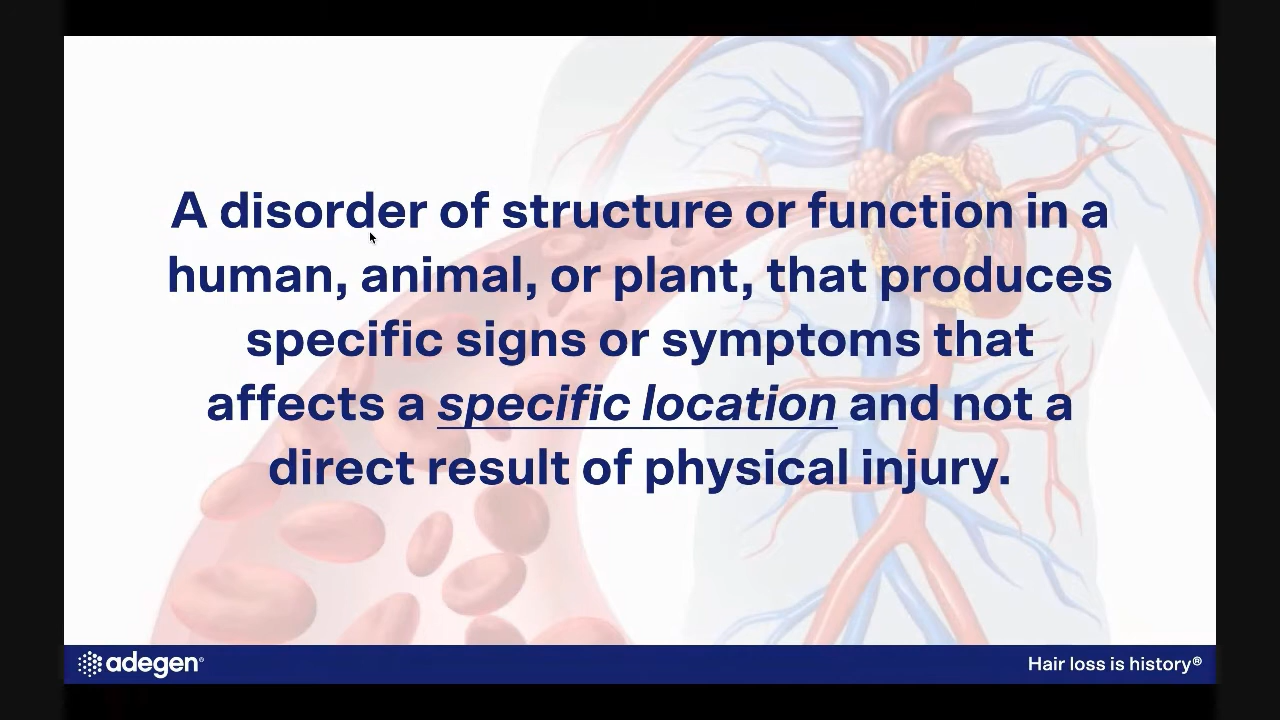 A disorder of structure or function in a
human, animal, or plant, that produces
specific signs or symptoms that
affects a specific location and not a
direct result of physical injury.
adegen®
Hair loss is history®